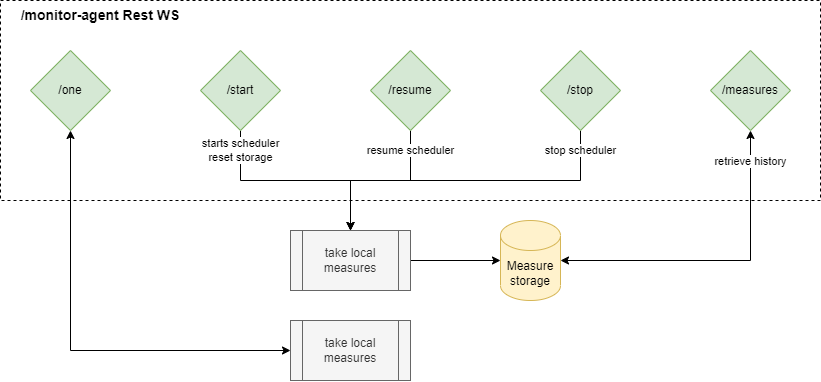 /monitor-agent Rest WS
/one
/start
/resume
/stop
/measures
starts scheduler
reset storage
resume scheduler
stop scheduler
retrieve history
take local
measures
Measure
storage
take local
measures